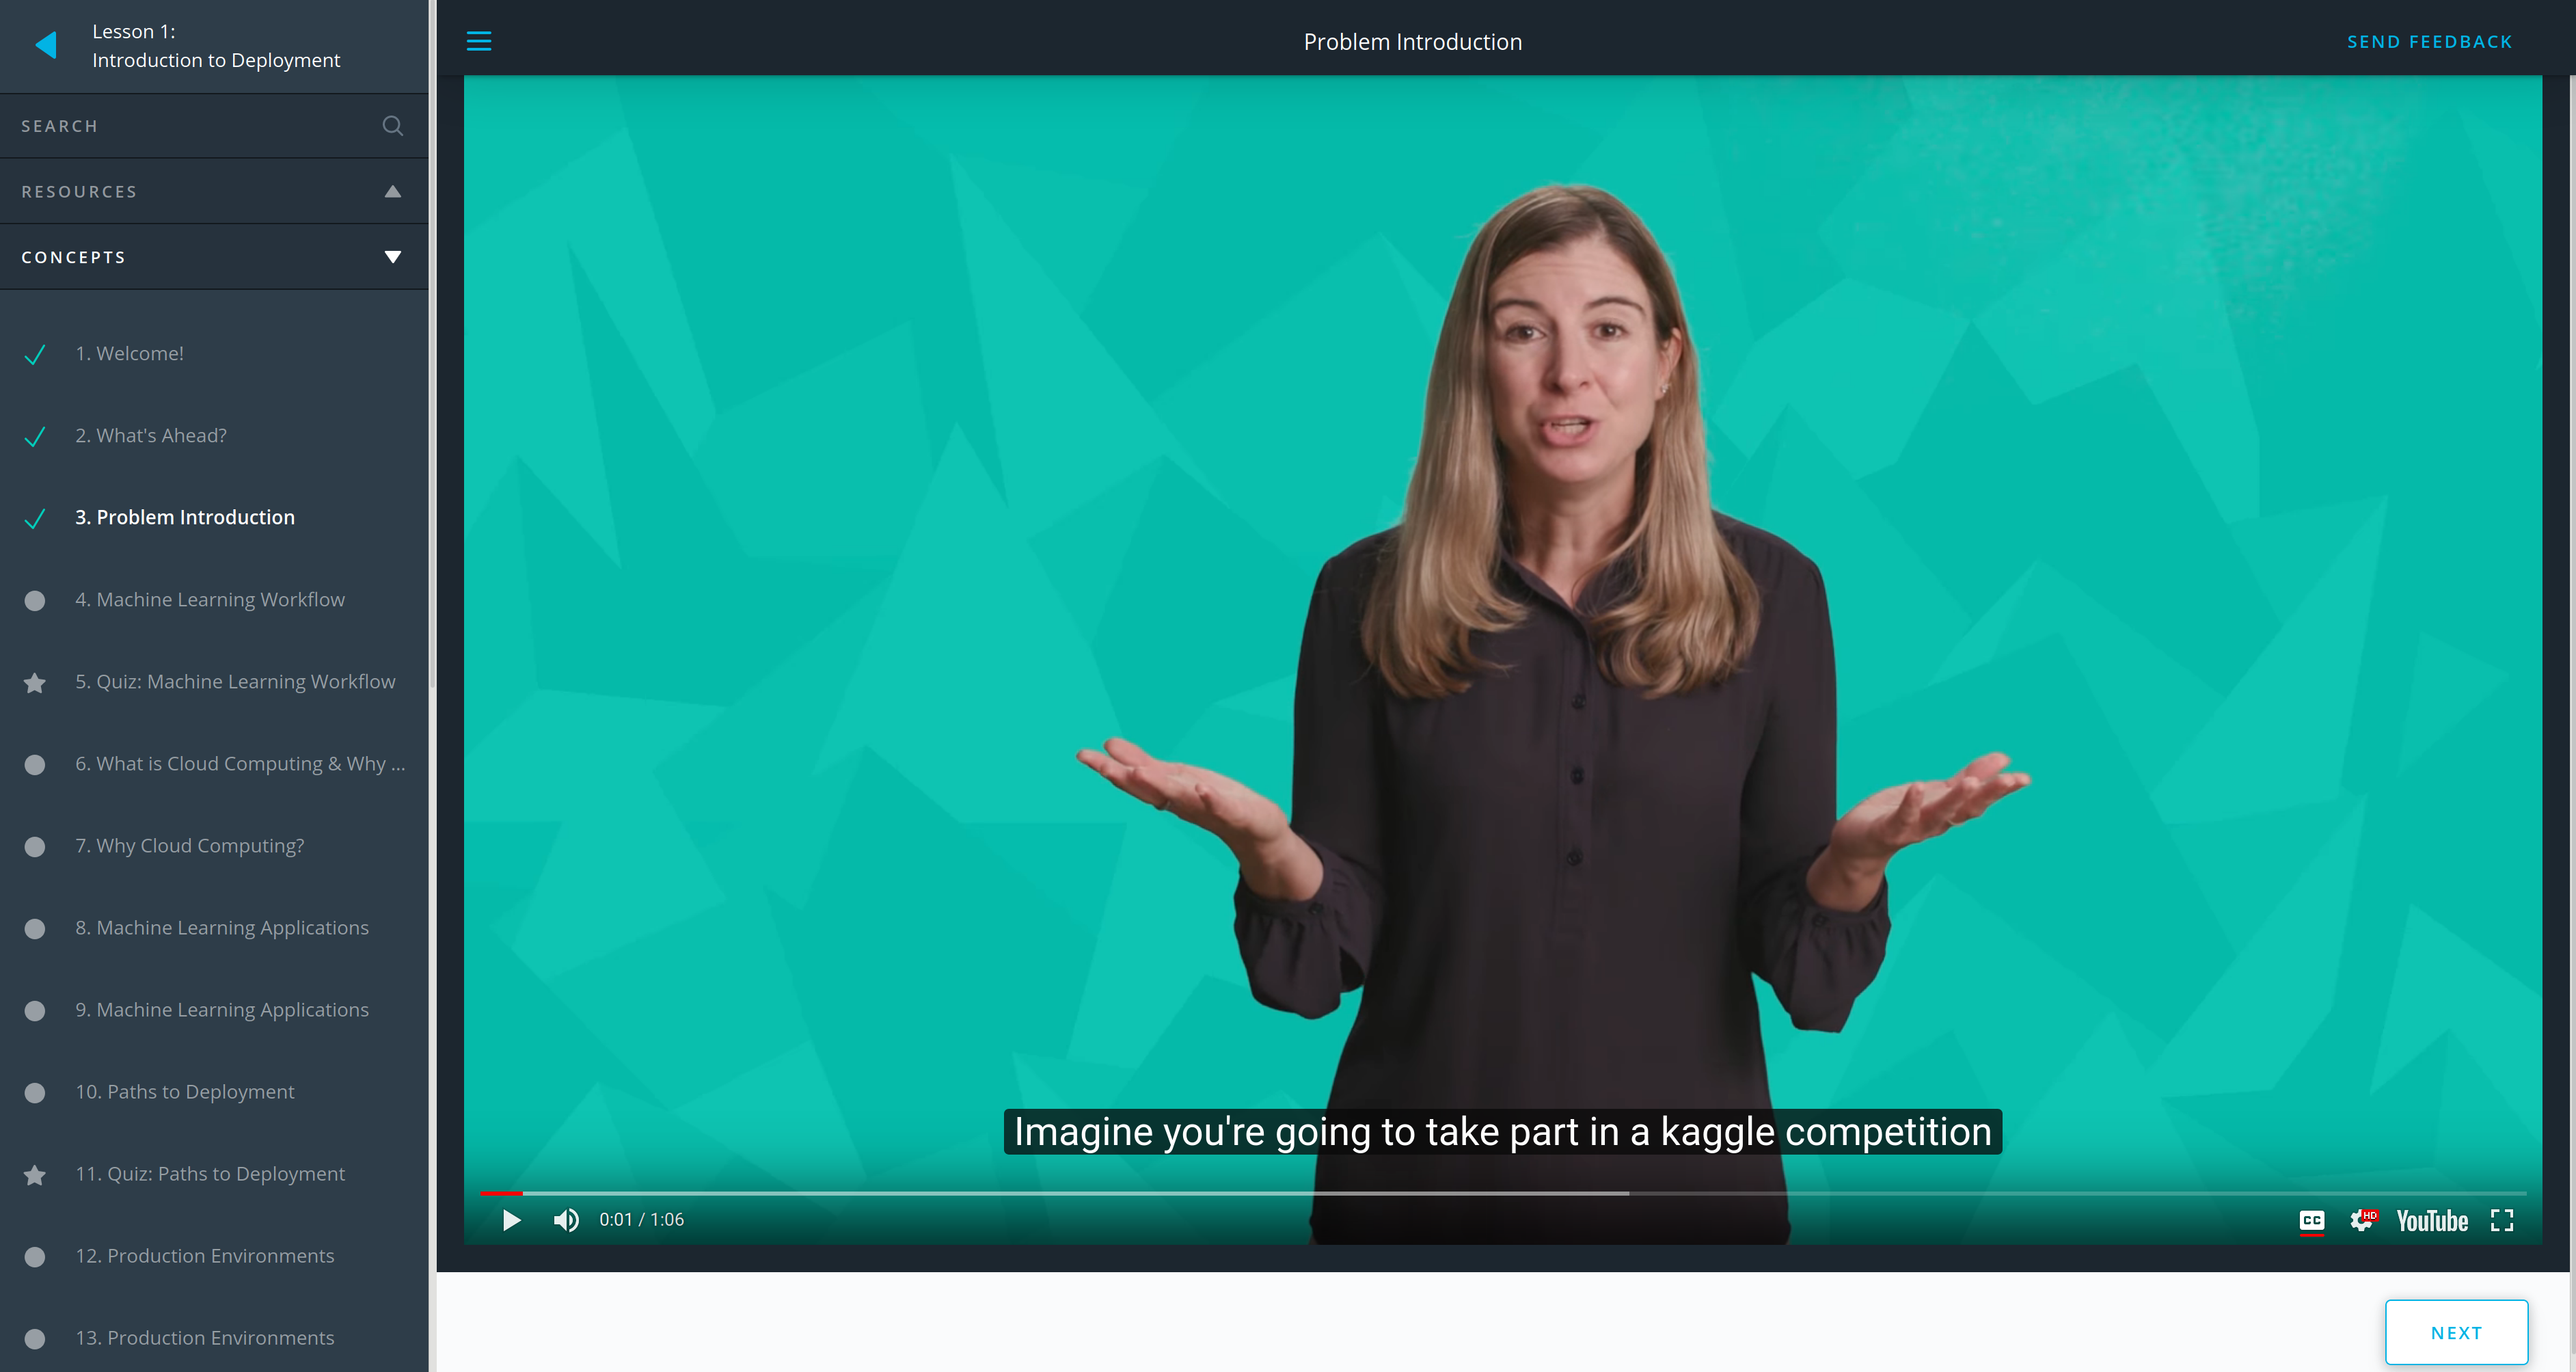 Lesson 1:
Introduction to Deployment
SEARCH
RESOURCES
CONCEPTS
1. Welcome!
2. What's Ahead?
3. Problem Introduction
4. Machine Learning Workflow
5. Quiz: Machine Learning Workflow
6. What is Cloud Computing & Why ...
7. Why Cloud Computing?
8. Machine Learning Applications
9. Machine Learning Applications
10. Paths to Deployment
11. Quiz: Paths to Deployment
12. Production Environments
13. Production Environments
Problem Introduction
SEND FEEDBACK
Imagine you're going to take part in a kaggle competition
0:01 / 1:06
CC
HD
YouTube
NEXT